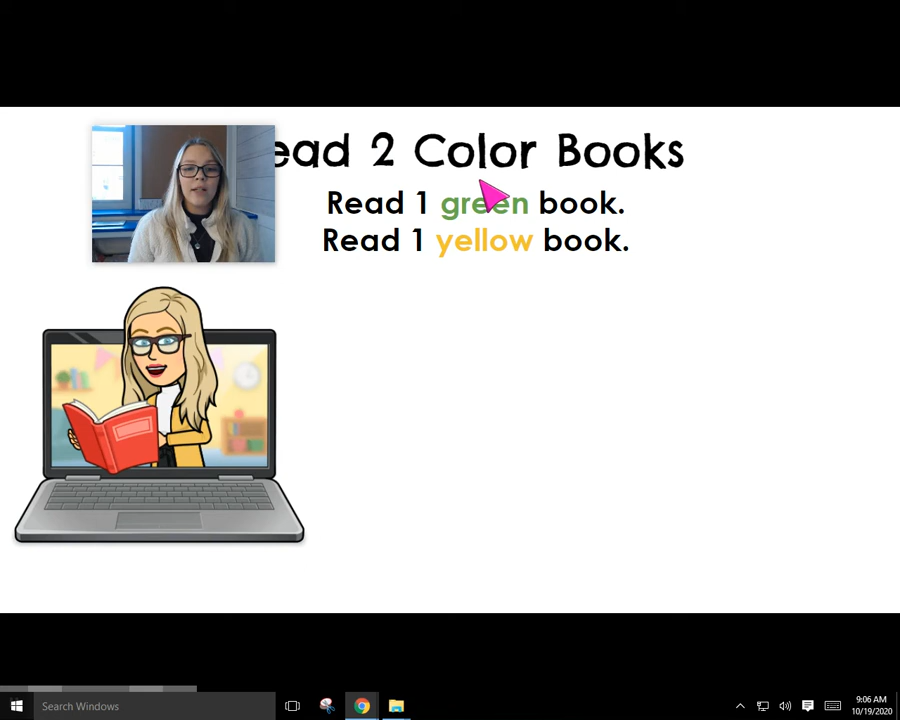 ead 2 Color Books
Read 1 green book.
Read 1 yellow book.
Search Windows
9:06 AM
10/19/2020